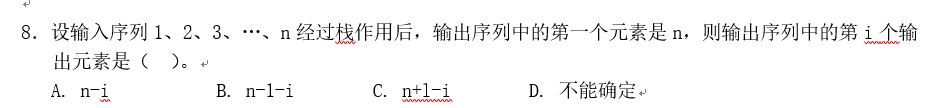 8. 设输入序列 1、2、3、…、n 经过栈作用后，输出序列中的第一个元素是 n，则输出序列中的第 i 个输
出元素是（ ）。
A. n-i B. n-1-i C. n+1-i D. 不能确定